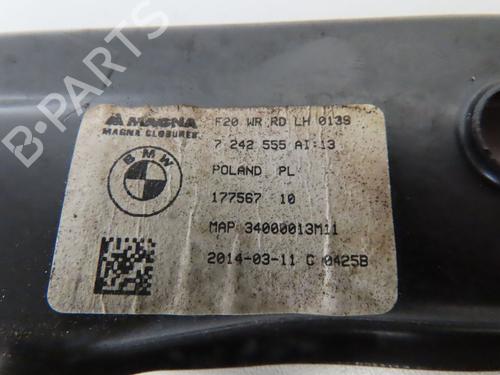 MAGNA
MAGNA CLOSURES
BMW
F20 WR RD LH 0139
7 242 555 AI:13
POLAND PL
177567 10
MAP 34000013M11
2014-03-11 C 0425B
B-PARTS